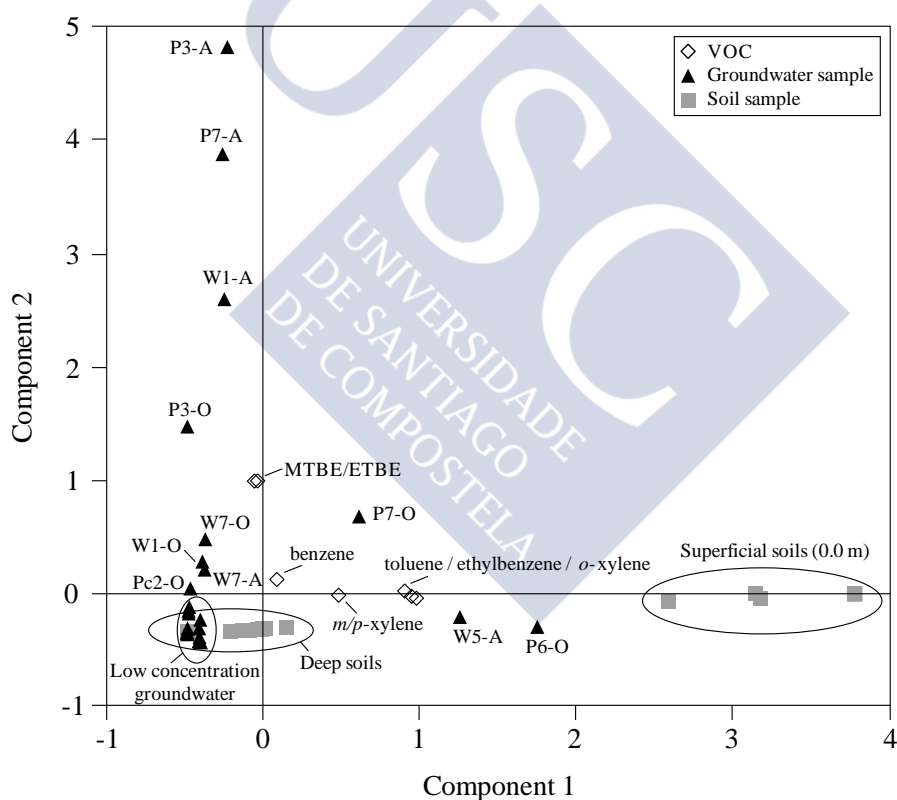 5
4
3
2
1
0
-1
Component 2
P3-A
P7-A
W1-A
P3-O
MTBE/ETBE
W7-O
P7-O
W1-O
benzene
W7-A
toluene / ethylbenzene / o-xylene
Superficial soils (0.0 m)
Pc2-O
m/p-xylene
W5-A
P6-O
Deep soils
Low concentration
groundwater
VOC
Groundwater sample
Soil sample
USC
UNIVERSIDADE
DE SANTIAGO
DE COMPOSTELA
-1 0 1 2 3 4
Component 1